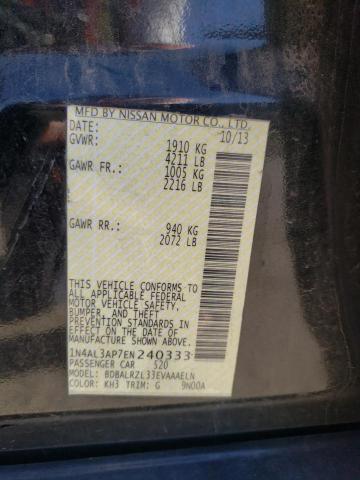 MFD BY NISSAN MOTOR CO., LTD.
DATE: 10/13
GVWR: 1910 KG
4211 LB
GAWR FR.: 1005 KG
2216 LB
GAWR RR.: 940 KG
2072 LB
THIS VEHICLE CONFORMS TO ALL
APPLICABLE FEDERAL
MOTOR VEHICLE SAFETY,
BUMPER, AND THEFT
PREVENTION STANDARDS IN
EFFECT ON THE DATE OF
MANUFACTURE SHOWN ABOVE.
1N4AL3AP7EN240333
PASSENGER CAR 520
MODEL: BDBALRZL33EVAAAELN
COLOR: KH3 TRIM: G 9N00A